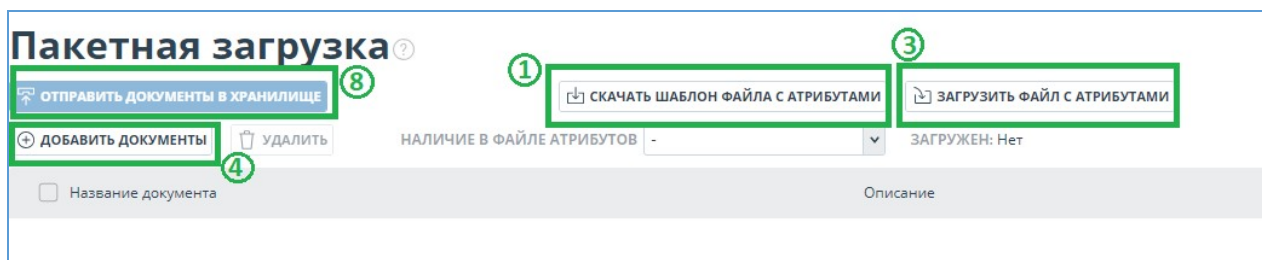 Пакетная загрузка ?
③
①
⑧
ОТПРАВИТЬ ДОКУМЕНТЫ В ХРАНИЛИЩЕ СКАЧАТЬ ШАБЛОН ФАЙЛА С АТРИБУТАМИ ЗАГРУЗИТЬ ФАЙЛ С АТРИБУТАМИ
ДОБАВИТЬ ДОКУМЕНТЫ УДАЛИТЬ НАЛИЧИЕ В ФАЙЛЕ АТРИБУТОВ - ЗАГРУЖЕН: Нет
④
Название документа Описание